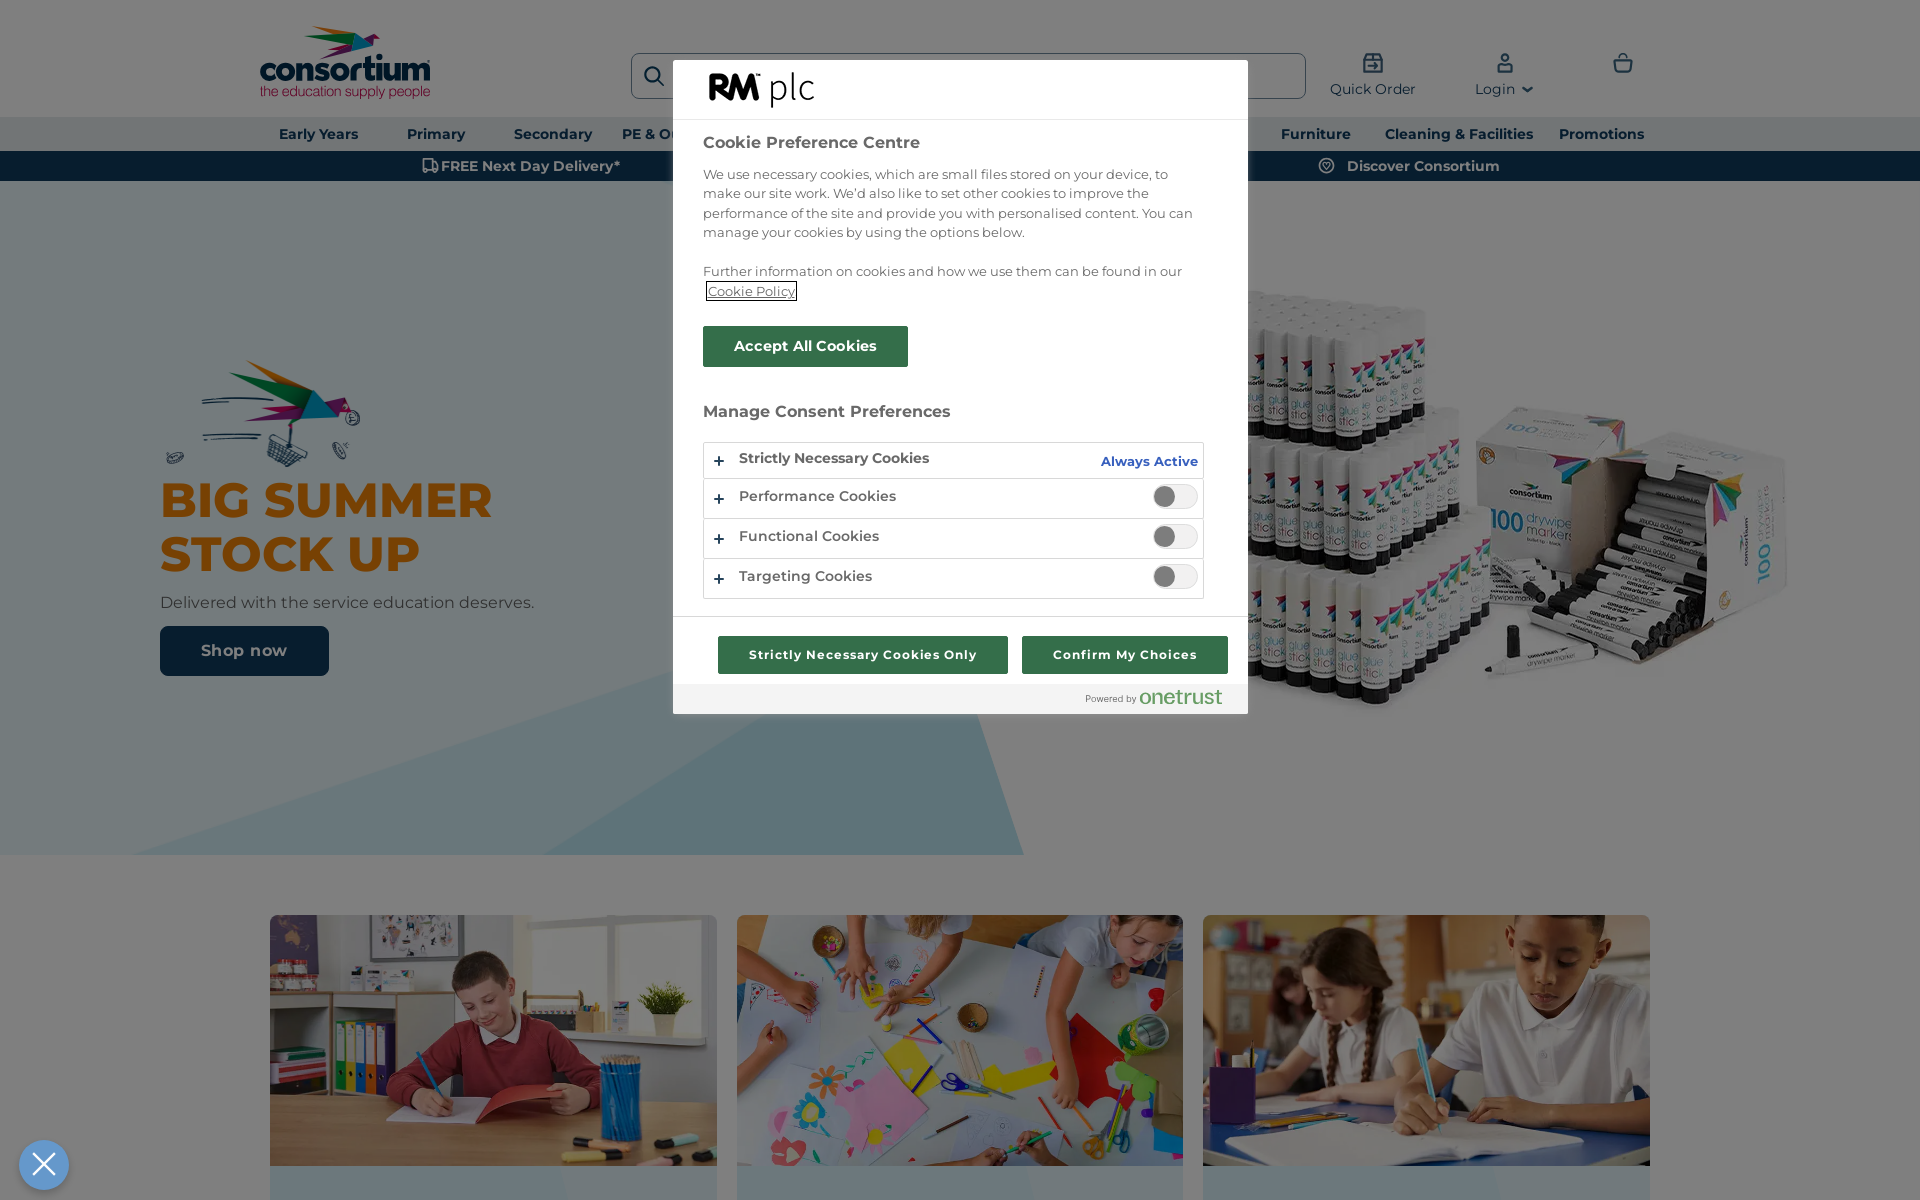 consortium
the education supply people
Quick Order
Login
Early Years
Primary
Secondary
Furniture
Cleaning & Facilities
Promotions
FREE Next Day Delivery*
Discover Consortium
RM plc
Cookie Preference Centre
We use necessary cookies, which are small files stored on your device, to
make our site work. We’d also like to set other cookies to improve the
performance of the site and provide you with personalised content. You can
manage your cookies by using the options below.
Further information on cookies and how we use them can be found in our
Cookie Policy
Accept All Cookies
Manage Consent Preferences
Strictly Necessary Cookies
Always Active
Performance Cookies
Functional Cookies
Targeting Cookies
Strictly Necessary Cookies Only
Confirm My Choices
Powered by onetrust
BIG SUMMER
STOCK UP
Delivered with the service education deserves.
Shop now
consortium
100
drywipe
markers